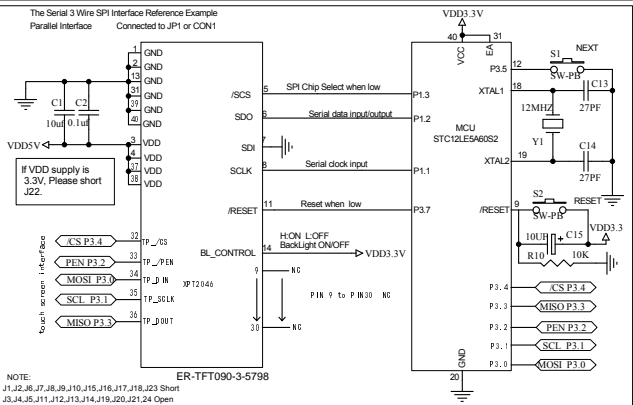 The Serial 3 Wire SPI Interface Reference Example
Parallel Interface Connected to JP1 or CON1
VDD3.3V
1 GND
2 GND
13 GND
31 GND
39 GND
40 GND
C1 C2
10uf 0.1uf
VDD5V
3 VDD
4 VDD
37 VDD
38 VDD
If VDD supply is
3.3V, Please short
J22.
touch screen interface
/CS P3.4 32 TP_/CS
PEN P3.2 33 TP_/PEN
MOSI P3.0 34 TP_D IN
SCL P3.1 35 TP_SCLK
MISO P3.3 36 TP_DOUT
XPT2046
/SCS 5 SPI Chip Select when low P1.3
SDO 6 Serial data input/output P1.2
SDI 7
SCLK 8 Serial clock input P1.1
/RESET 11 Reset when low P3.7
H:ON L:OFF
BL_CONTROL 14 BackLight ON/OFF VDD3.3V
9 NC
PIN 9 to PIN30 NC
30 NC
ER-TFT090-3-5798
40 VCC
31 EA
MCU
STC12LE5A60S2
P3.5 12
S1 NEXT
SW-PB
XTAL1 18
C13
27PF
12MHZ
Y1
XTAL2 19
C14
27PF
S2 RESET
/RESET 9
SW-PB
VDD3.3
10UF + C15
R10 10K
P3.4 /CS P3.4
P3.3 MISO P3.3
P3.2 PEN P3.2
P3.1 SCL P3.1
P3.0 MOSI P3.0
GND
20
NOTE:
J1,J2,J6,J7,J8,J9,J10,J15,J16,J17,J18,J23 Short
J3,J4,J5,J11,J12,J13,J14,J19,J20,J21,24 Open